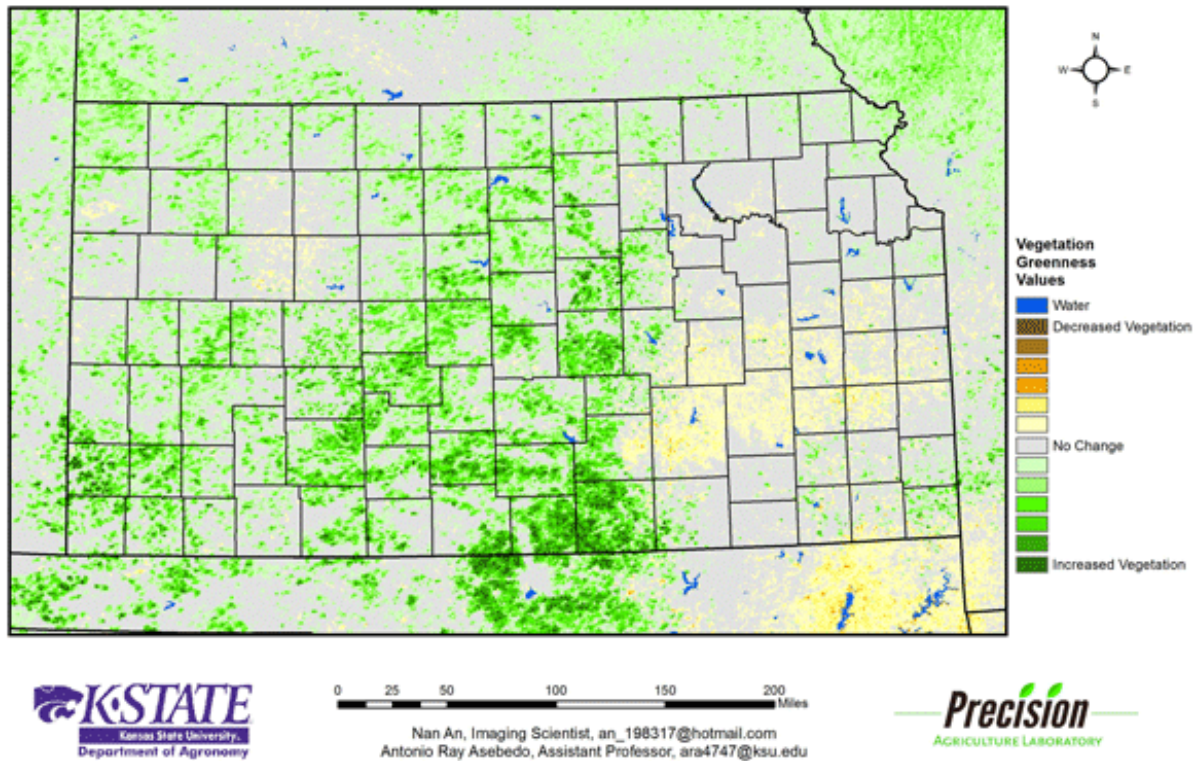 N
W
E
S
Vegetation
Greenness
Values
Water
Decreased Vegetation
No Change
Increased Vegetation
K-STATE
Kansas State University
Department of Agronomy
0 25 50 100 150 200
Miles
Nan An, Imaging Scientist, an_198317@hotmail.com
Antonio Ray Asebedo, Assistant Professor, ara4747@ksu.edu
Precision
AGRICULTURE LABORATORY